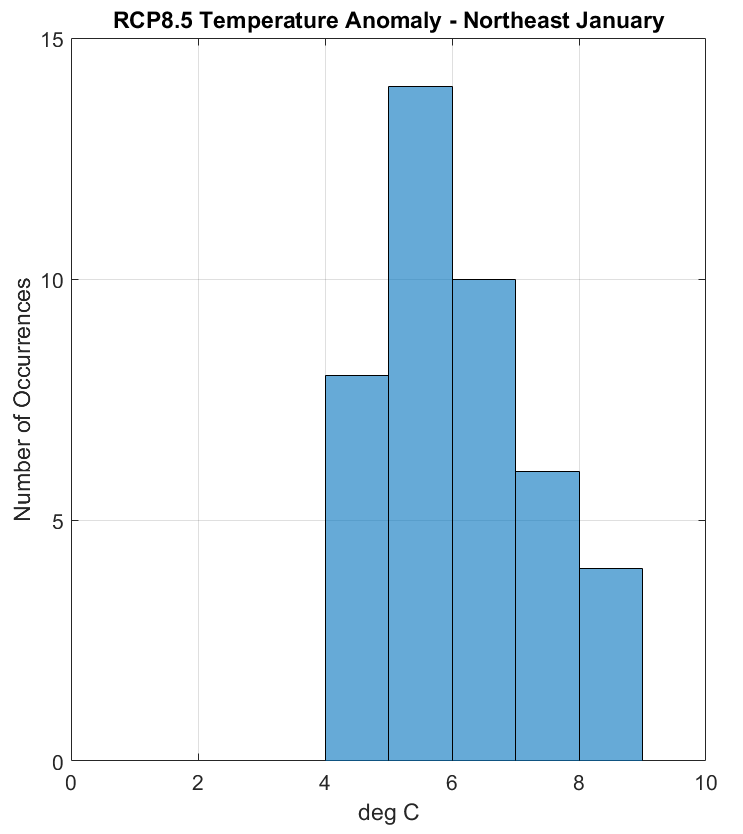 RCP8.5 Temperature Anomaly - Northeast January
15
10
5
0
Number of Occurrences
0 2 4 6 8 10
deg C